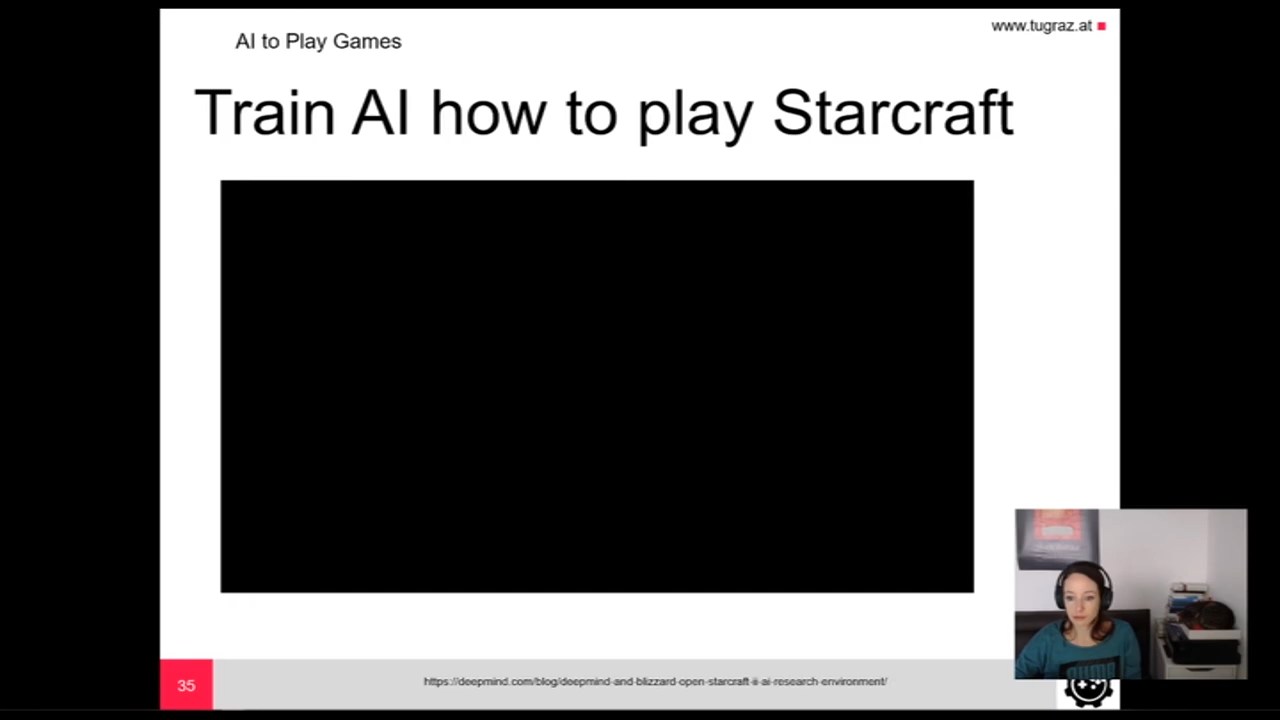 www.tugraz.at
AI to Play Games
Train AI how to play Starcraft
35
https://deepmind.com/blog/deepmind-and-blizzard-open-starcraft-ii-ai-research-environment/